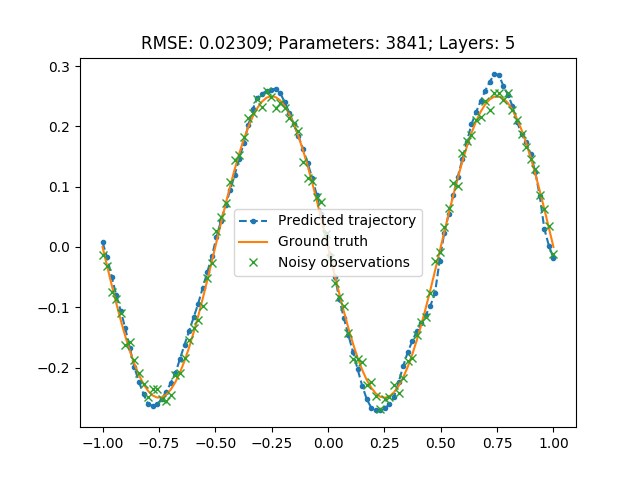 RMSE: 0.02309; Parameters: 3841; Layers: 5
0.3
0.2
0.1
0.0
−0.1
−0.2
Predicted trajectory
Ground truth
Noisy observations
−1.00 −0.75 −0.50 −0.25 0.00 0.25 0.50 0.75 1.00